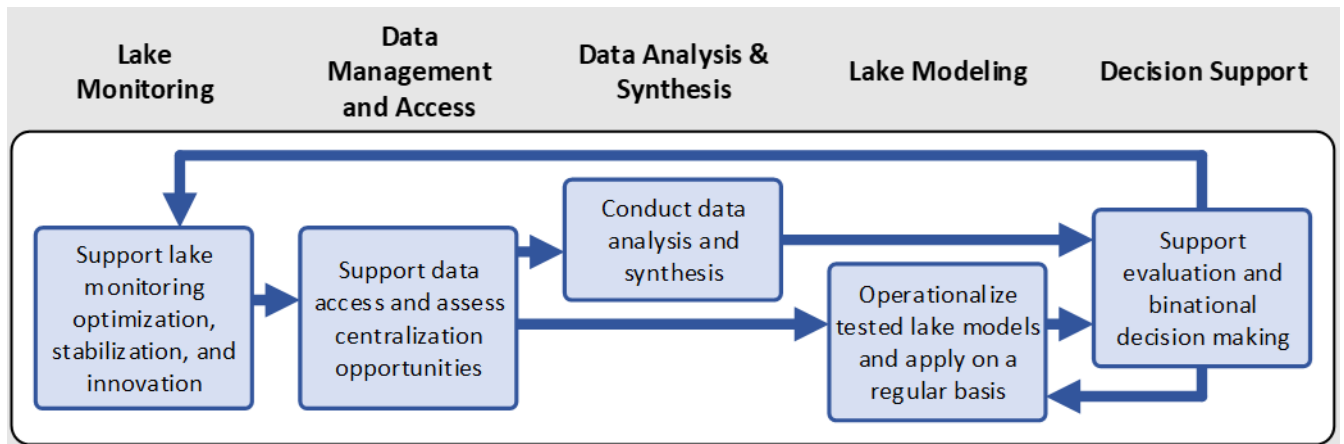 Lake
Monitoring
Data
Management
and Access
Data Analysis &
Synthesis
Lake Modeling
Decision Support
Support lake
monitoring
optimization,
stabilization, and
innovation
Support data
access and assess
centralization
opportunities
Conduct data
analysis and
synthesis
Operationalize
tested lake models
and apply on a
regular basis
Support
evaluation and
binational
decision making